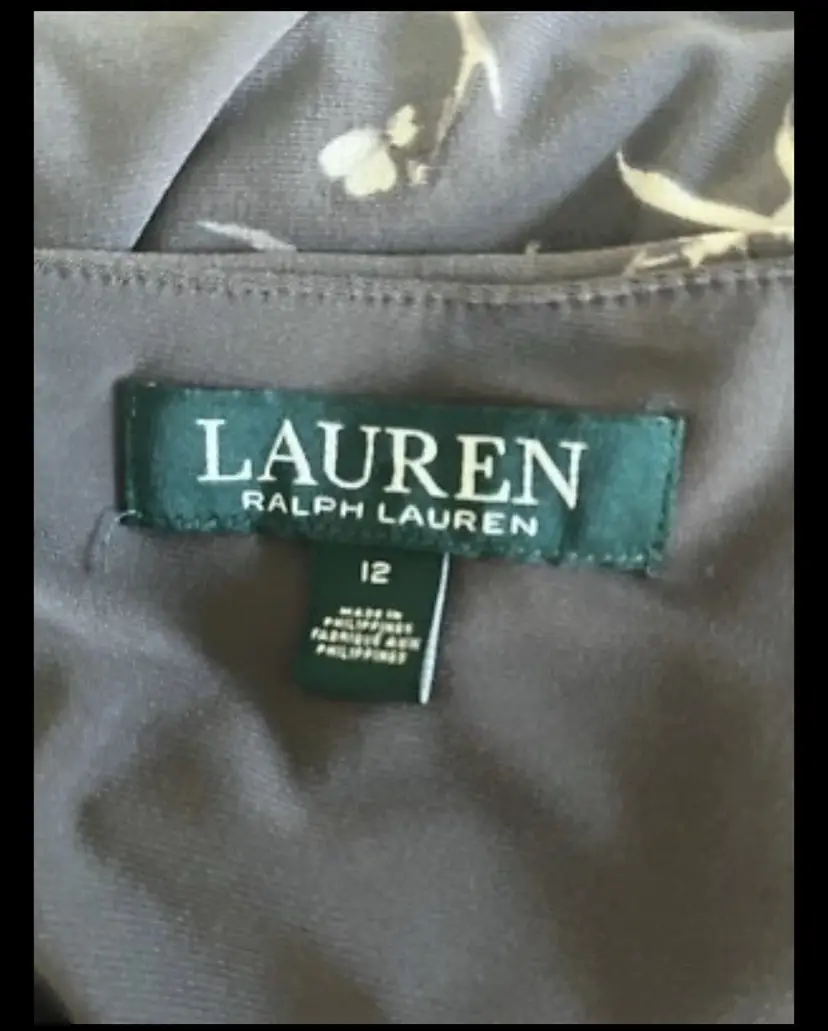 LAUREN
RALPH LAUREN
12
MADE IN
PHILIPPINES
FABRIQUÉ AUX
PHILIPPINES